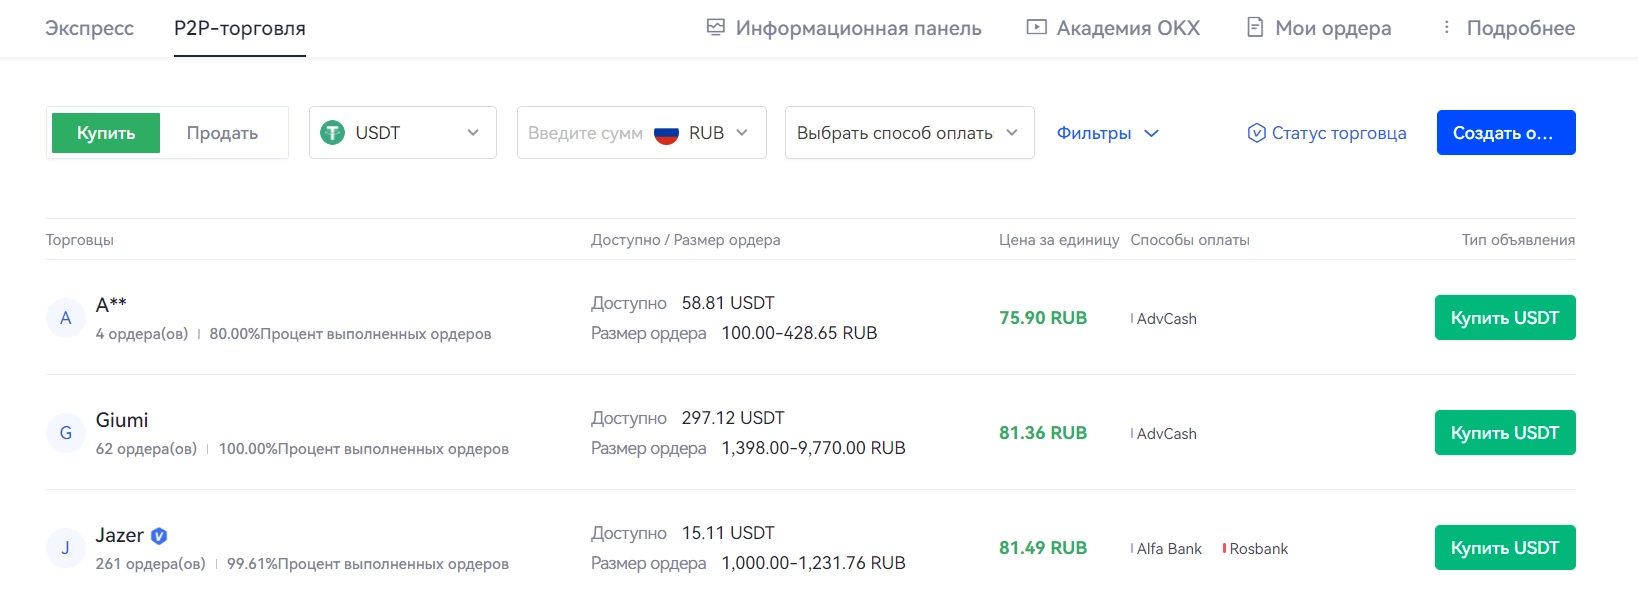 Экспресс P2P-торговля Информационная панель Академия OKX Мои ордера Подробнее
Купить Продать USDT Введите сумм RUB Выбрать способ оплаты Фильтры Статус торговца Создать о...
Торговцы Доступно / Размер ордера Цена за единицу Способы оплаты Тип объявления
A A**
4 ордера(ов) 80.00%Процент выполненных ордеров
Доступно 58.81 USDT
Размер ордера 100.00-428.65 RUB
75.90 RUB AdvCash Купить USDT
G Giumi
62 ордера(ов) 100.00%Процент выполненных ордеров
Доступно 297.12 USDT
Размер ордера 1,398.00-9,770.00 RUB
81.36 RUB AdvCash Купить USDT
J Jazer
261 ордера(ов) 99.61%Процент выполненных ордеров
Доступно 15.11 USDT
Размер ордера 1,000.00-1,231.76 RUB
81.49 RUB Alfa Bank Rosbank Купить USDT